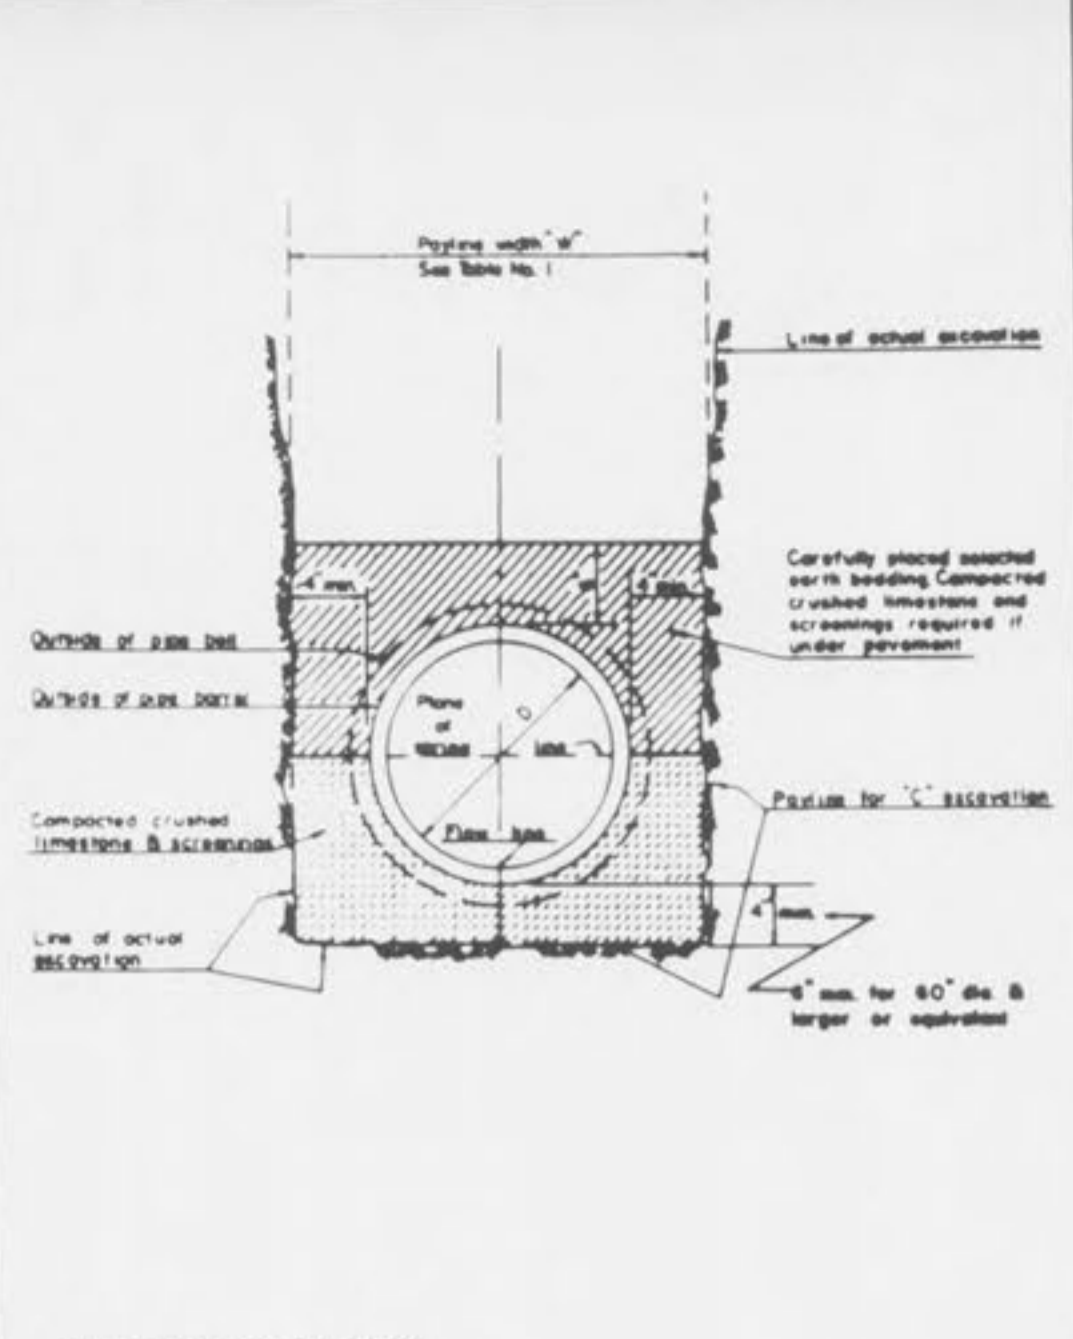 Payline width "W"
See Table No. 1
Line of actual excavation
Carefully placed selected
earth bedding. Compacted
crushed limestone and
screenings required if
under pavement
4" min.
4" min.
Outside of pipe bell
Outside of pipe barrel
Plane
of
Line
D
Flow line
Payline for "C" excavation
Compacted crushed
limestone & screenings
4" min.
Line of actual
excavation
6" min. for 60" dia. &
larger or equivalent